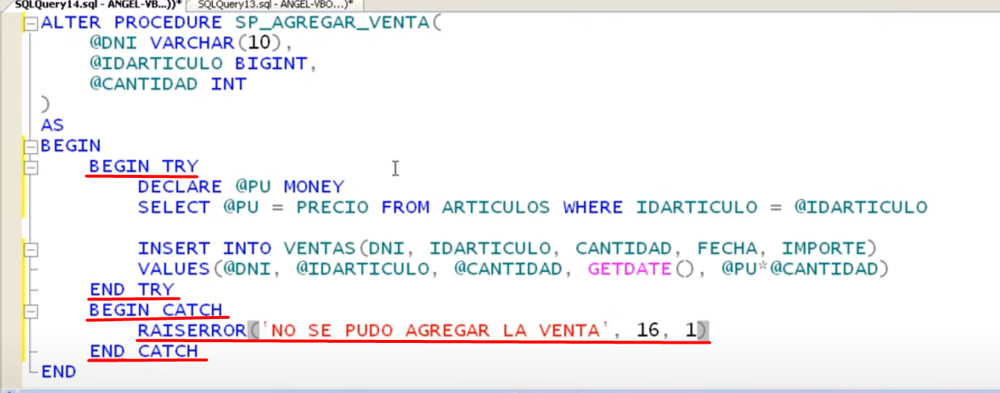 SQLQuery14.sql - ANGEL-VB...))* SQLQuery13.sql - ANGEL-VBO...)*
ALTER PROCEDURE SP_AGREGAR_VENTA(
@DNI VARCHAR(10),
@IDARTICULO BIGINT,
@CANTIDAD INT
)
AS
BEGIN
BEGIN TRY
DECLARE @PU MONEY
SELECT @PU = PRECIO FROM ARTICULOS WHERE IDARTICULO = @IDARTICULO
INSERT INTO VENTAS(DNI, IDARTICULO, CANTIDAD, FECHA, IMPORTE)
VALUES(@DNI, @IDARTICULO, @CANTIDAD, GETDATE(), @PU*@CANTIDAD)
END TRY
BEGIN CATCH
RAISERROR('NO SE PUDO AGREGAR LA VENTA', 16, 1)
END CATCH
END